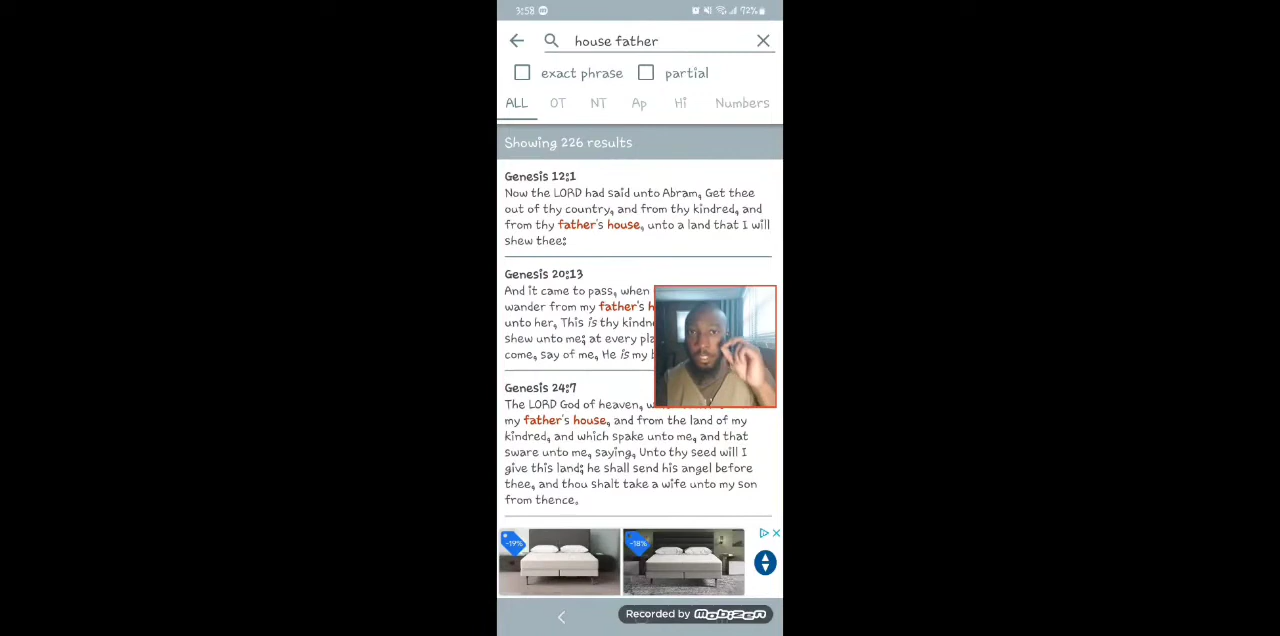 3:58 72%
house father
exact phrase partial
ALL OT NT Ap Hi Numbers
Showing 226 results
Genesis 12:1
Now the LORD had said unto Abram, Get thee
out of thy country, and from thy kindred, and
from thy father's house, unto a land that I will
shew thee:
Genesis 20:13
And it came to pass, when
wander from my father's
unto her, This is thy
shew unto me; at every
come, say of me, He is my
Genesis 24:7
The LORD God of heaven,
my father's house, and from the land of my
kindred, and which spake unto me, and that
sware unto me, saying, Unto thy seed will I
give this land; he shall send his angel before
thee, and thou shalt take a wife unto my son
from thence.
-19% -18%
Recorded by mobizen